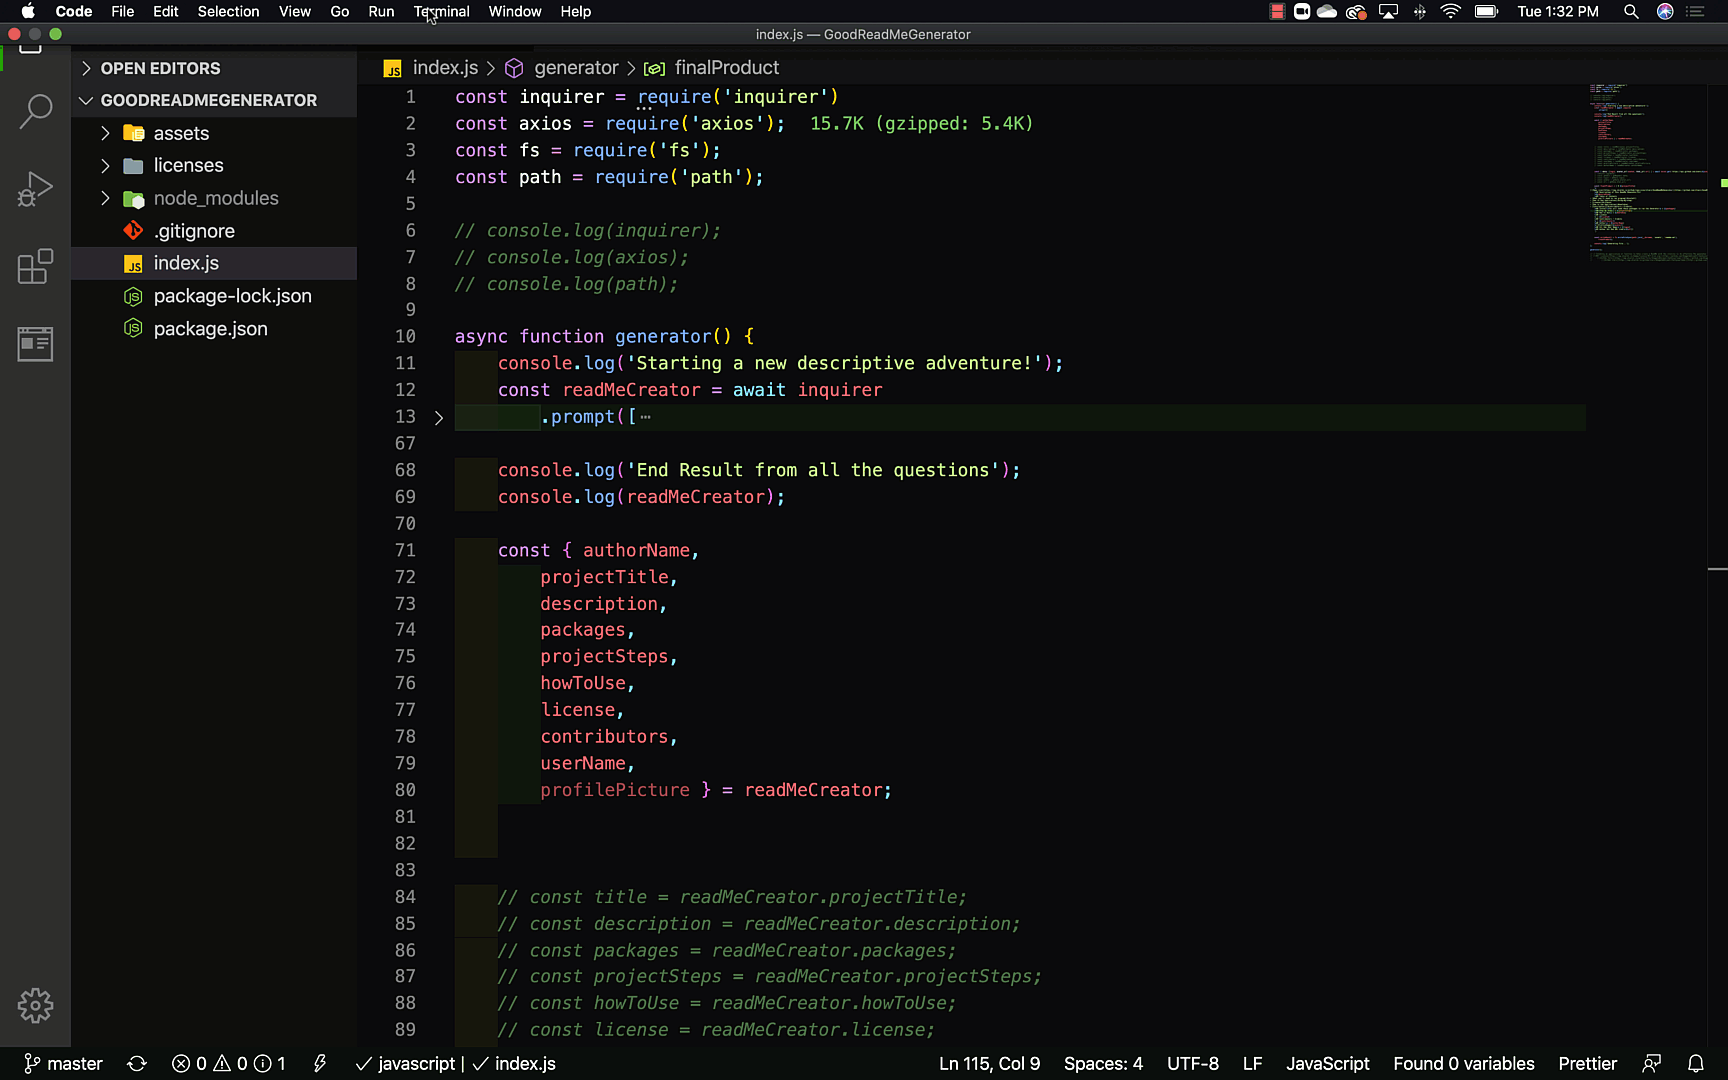 Code File Edit Selection View Go Run Terminal Window Help Tue 1:32 PM
index.js — GoodReadMeGenerator
OPEN EDITORS
GOODREADMEGENERATOR
assets
licenses
node_modules
.gitignore
index.js
package-lock.json
package.json
index.js > generator > finalProduct
1 const inquirer = require('inquirer')
2 const axios = require('axios'); 15.7K (gzipped: 5.4K)
3 const fs = require('fs');
4 const path = require('path');
5
6 // console.log(inquirer);
7 // console.log(axios);
8 // console.log(path);
9
10 async function generator() {
11 console.log('Starting a new descriptive adventure!');
12 const readMeCreator = await inquirer
13 .prompt([ ⋯
67
68 console.log('End Result from all the questions');
69 console.log(readMeCreator);
70
71 const { authorName,
72 projectTitle,
73 description,
74 packages,
75 projectSteps,
76 howToUse,
77 license,
78 contributors,
79 userName,
80 profilePicture } = readMeCreator;
81
82
83
84 // const title = readMeCreator.projectTitle;
85 // const description = readMeCreator.description;
86 // const packages = readMeCreator.packages;
87 // const projectSteps = readMeCreator.projectSteps;
88 // const howToUse = readMeCreator.howToUse;
89 // const license = readMeCreator.license;
master 0 0 1 javascript | index.js Ln 115, Col 9 Spaces: 4 UTF-8 LF JavaScript Found 0 variables Prettier